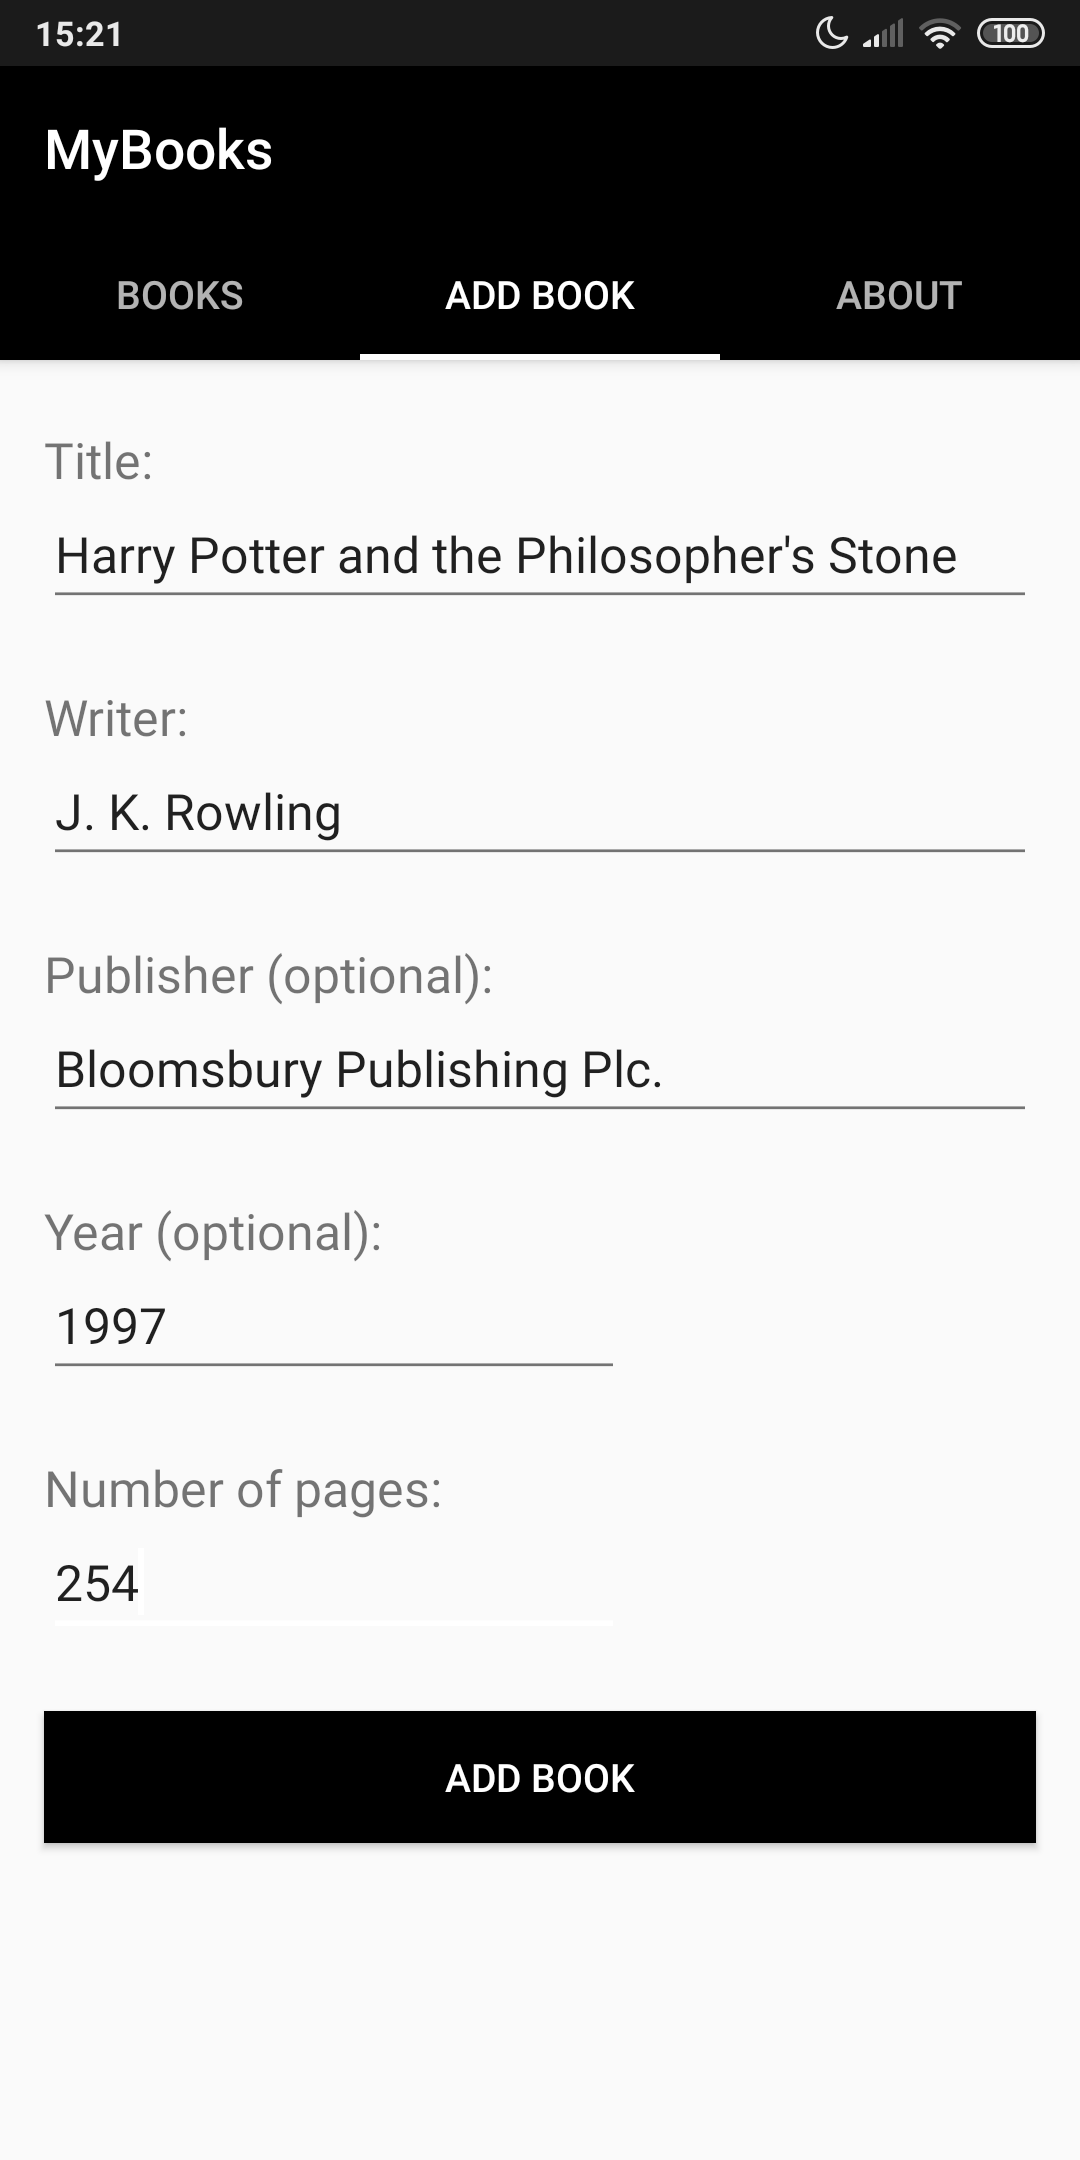 15:21 100
MyBooks
BOOKS ADD BOOK ABOUT
Title:
Harry Potter and the Philosopher's Stone
Writer:
J. K. Rowling
Publisher (optional):
Bloomsbury Publishing Plc.
Year (optional):
1997
Number of pages:
254
ADD BOOK